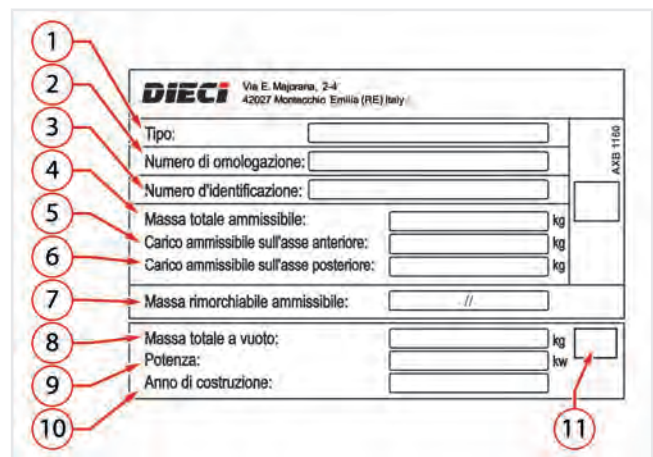 DIECI Via E. Majorana, 2-4
42027 Montecchio Emilia (RE) Italy
1
Tipo:
2
Numero di omologazione:
3
Numero d'identificazione:
AXB 1160
4
Massa totale ammissibile: kg
5
Carico ammissibile sull'asse anteriore: kg
6
Carico ammissibile sull'asse posteriore: kg
7
Massa rimorchiabile ammissibile: //
8
Massa totale a vuoto: kg
9
Potenza: kw
10
Anno di costruzione:
11